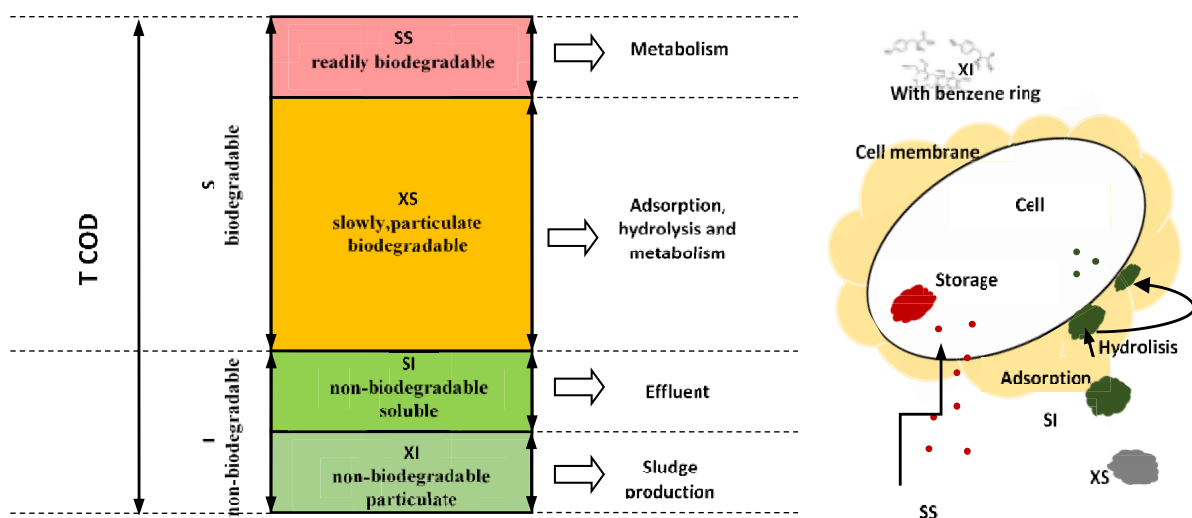 T COD
S
biodegradable
I
non-biodegradable
SS
readily biodegradable
XS
slowly,particulate
biodegradable
SI
non-biodegradable
soluble
XI
non-biodegradable
particulate
Metabolism
Adsorption,
hydrolysis and
metabolism
Effluent
Sludge
production
XI
With benzene ring
Cell membrane
Cell
Storage
Hydrolisis
Adsorption
SI
XS
SS